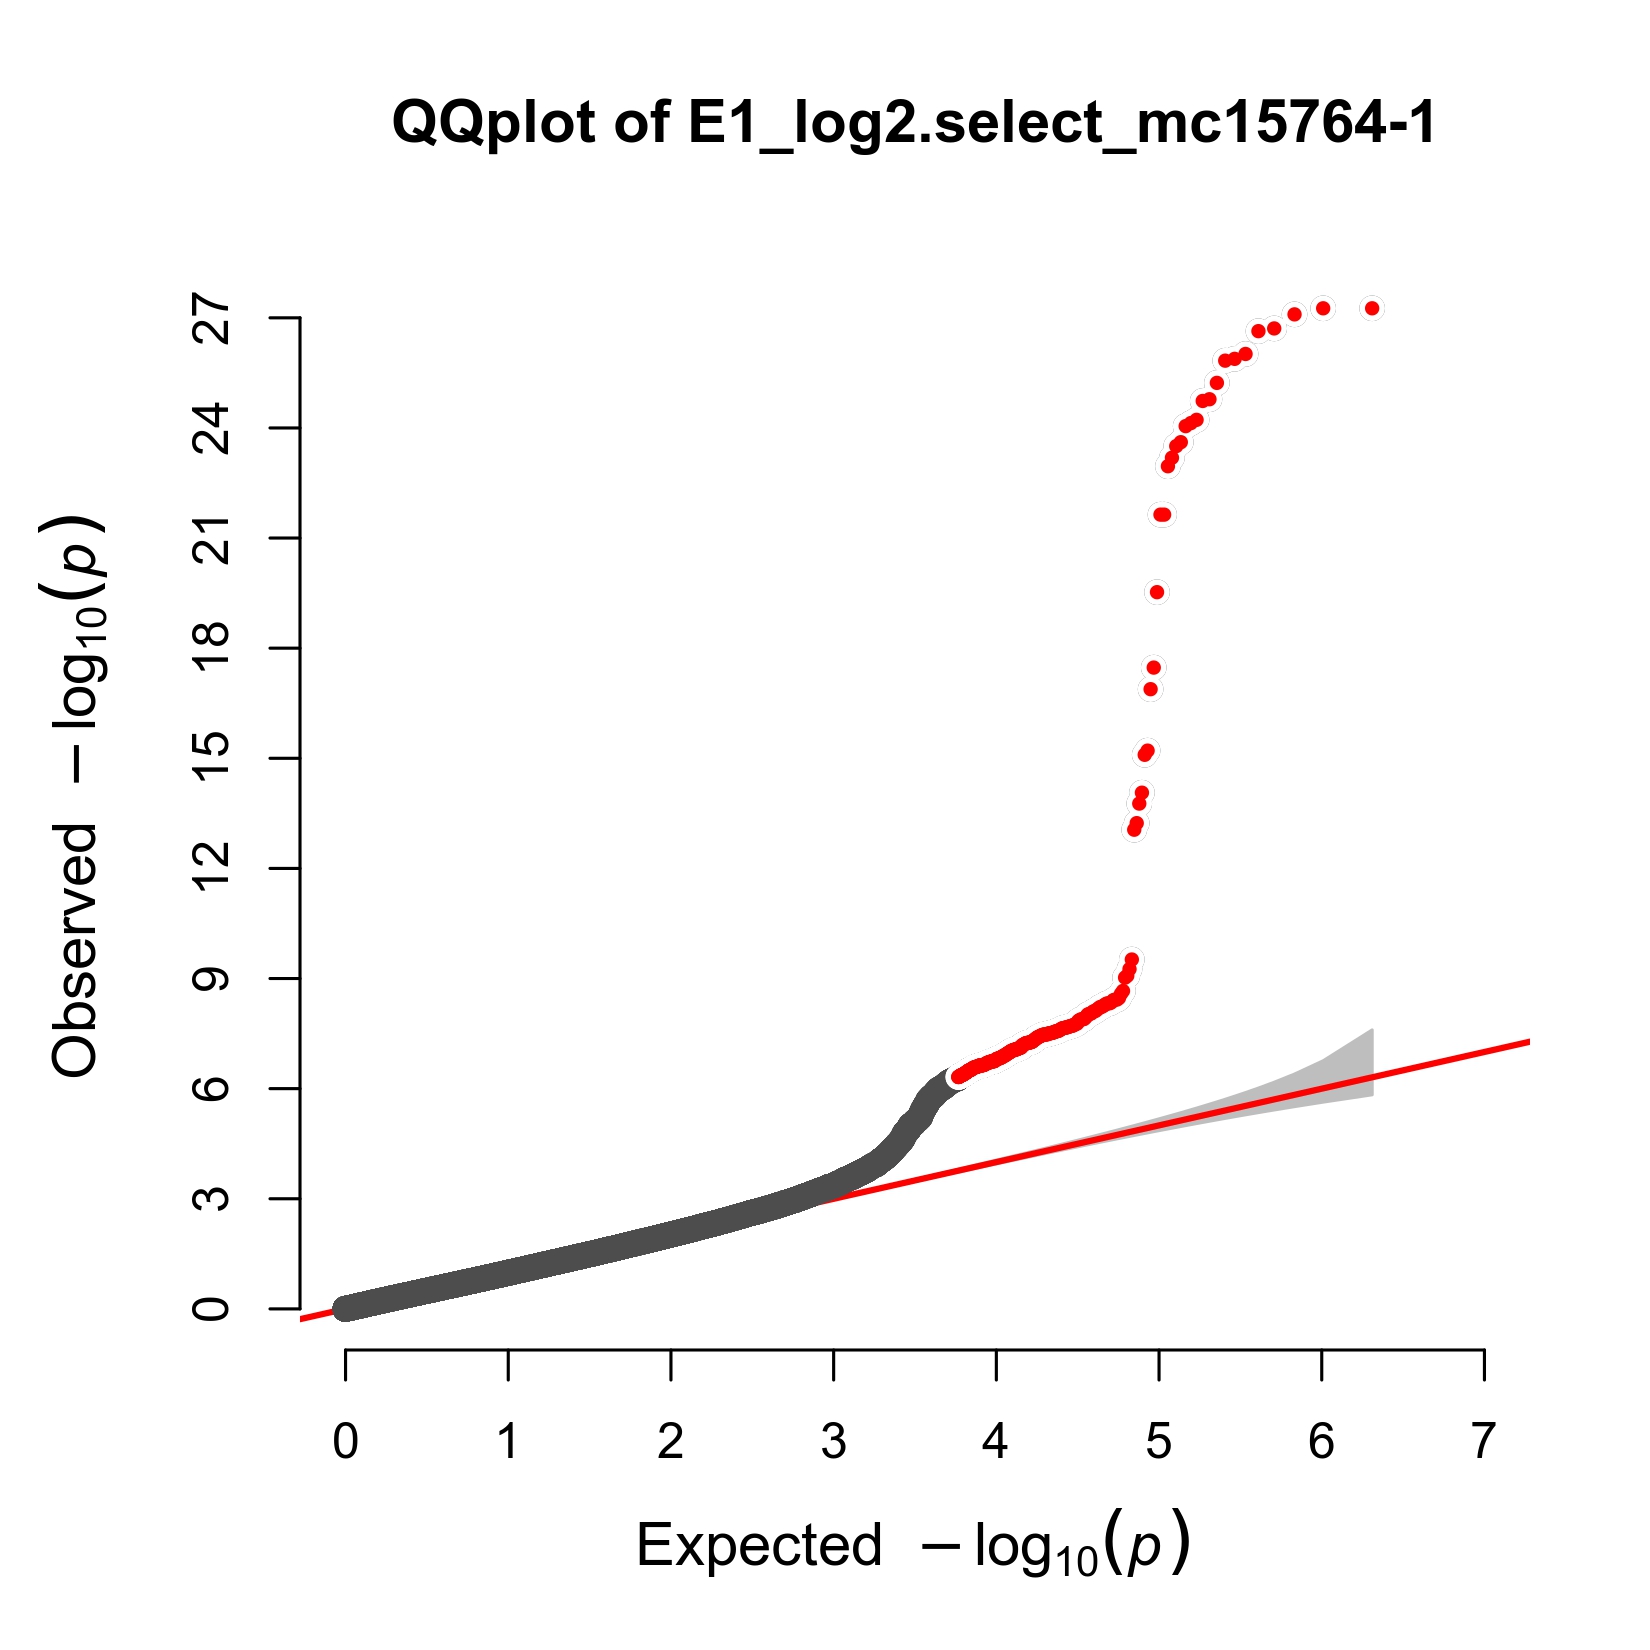 QQplot of E1_log2.select_mc15764-1
Observed −log10(p)
27
24
21
18
15
12
9
6
3
0
0 1 2 3 4 5 6 7
Expected −log10(p)